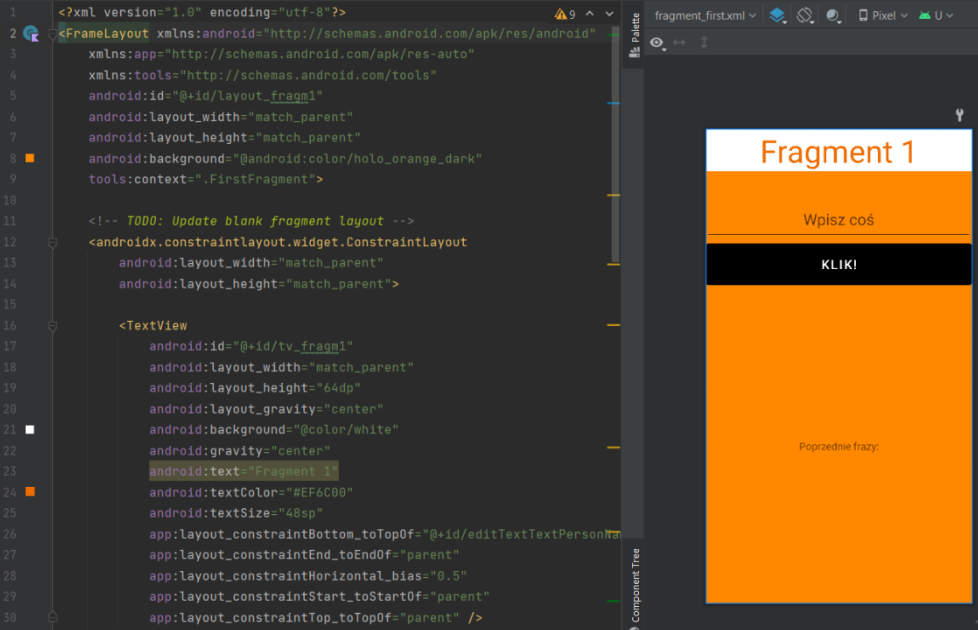 1 <?xml version="1.0" encoding="utf-8"?>
2 <FrameLayout xmlns:android="http://schemas.android.com/apk/res/android"
3 xmlns:app="http://schemas.android.com/apk/res-auto"
4 xmlns:tools="http://schemas.android.com/tools"
5 android:id="@+id/layout_fragm1"
6 android:layout_width="match_parent"
7 android:layout_height="match_parent"
8 android:background="@android:color/holo_orange_dark"
9 tools:context=".FirstFragment">
10
11 <!-- TODO: Update blank fragment layout -->
12 <androidx.constraintlayout.widget.ConstraintLayout
13 android:layout_width="match_parent"
14 android:layout_height="match_parent">
15
16 <TextView
17 android:id="@+id/tv_fragm1"
18 android:layout_width="match_parent"
19 android:layout_height="64dp"
20 android:layout_gravity="center"
21 android:background="@color/white"
22 android:gravity="center"
23 android:text="Fragment 1"
24 android:textColor="#EF6C00"
25 android:textSize="48sp"
26 app:layout_constraintBottom_toTopOf="@+id/editTextTextPersonNa
27 app:layout_constraintEnd_toEndOf="parent"
28 app:layout_constraintHorizontal_bias="0.5"
29 app:layout_constraintStart_toStartOf="parent"
30 app:layout_constraintTop_toTopOf="parent" />
9
Palette
Component Tree
fragment_first.xml
Pixel
U
Fragment 1
Wpisz coś
KLIK!
Poprzednie frazy: